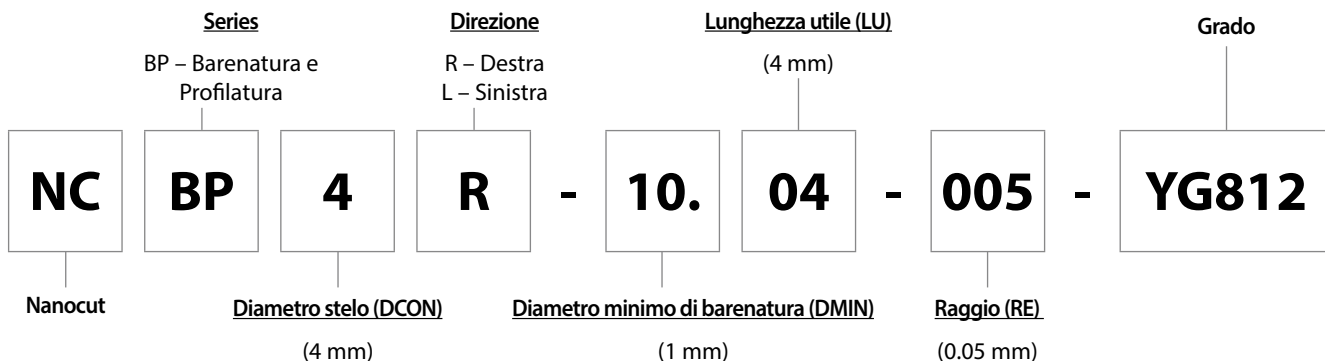 Series
Direzione
Lunghezza utile (LU)
Grado
BP – Barenatura e
Profilatura
R – Destra
L – Sinistra
(4 mm)
NC BP 4 R - 10. 04 - 005 - YG812
Nanocut
Diametro stelo (DCON)
Diametro minimo di barenatura (DMIN)
Raggio (RE)
(4 mm)
(1 mm)
(0.05 mm)